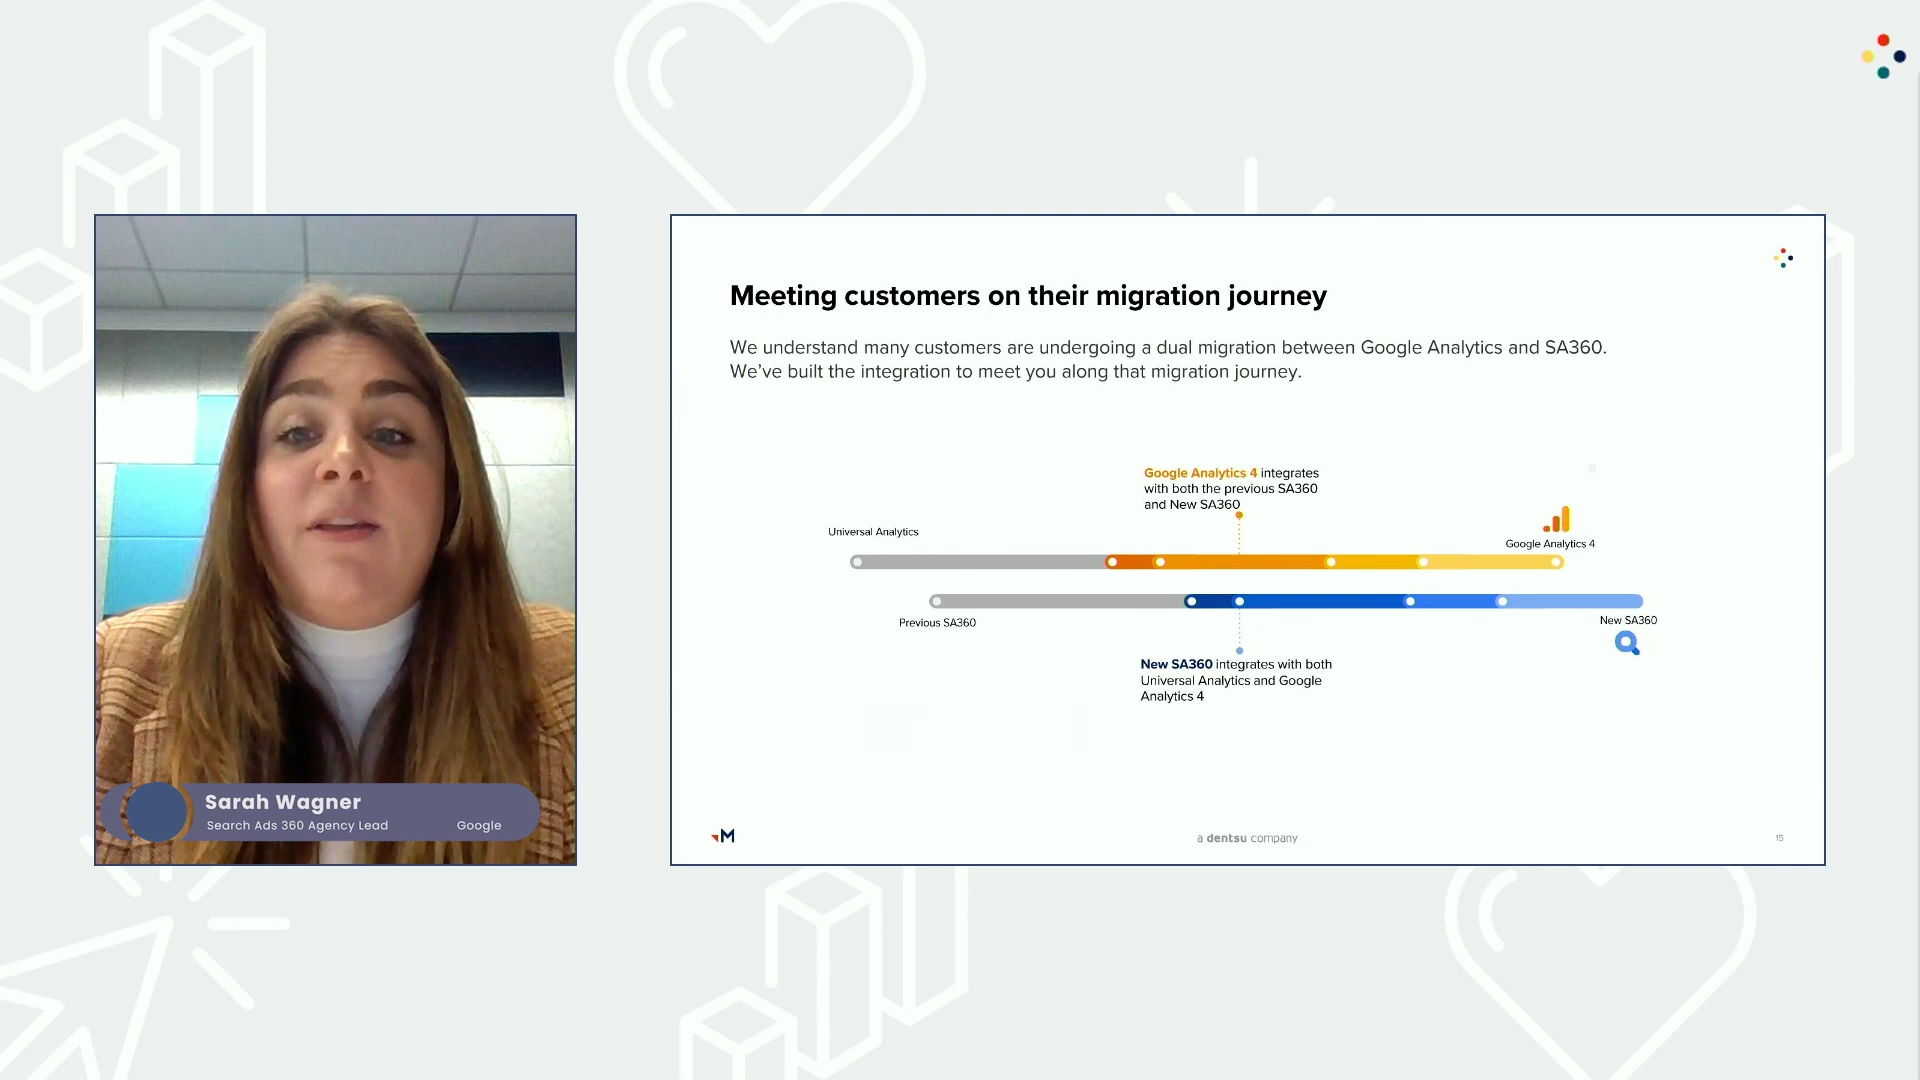 Meeting customers on their migration journey
We understand many customers are undergoing a dual migration between Google Analytics and SA360.
We've built the integration to meet you along that migration journey.
Google Analytics 4 integrates
with both the previous SA360
and New SA360
Universal Analytics
Google Analytics 4
Previous SA360
New SA360
New SA360 integrates with both
Universal Analytics and Google
Analytics 4
Sarah Wagner
Search Ads 360 Agency Lead Google
M
a dentsu company
15